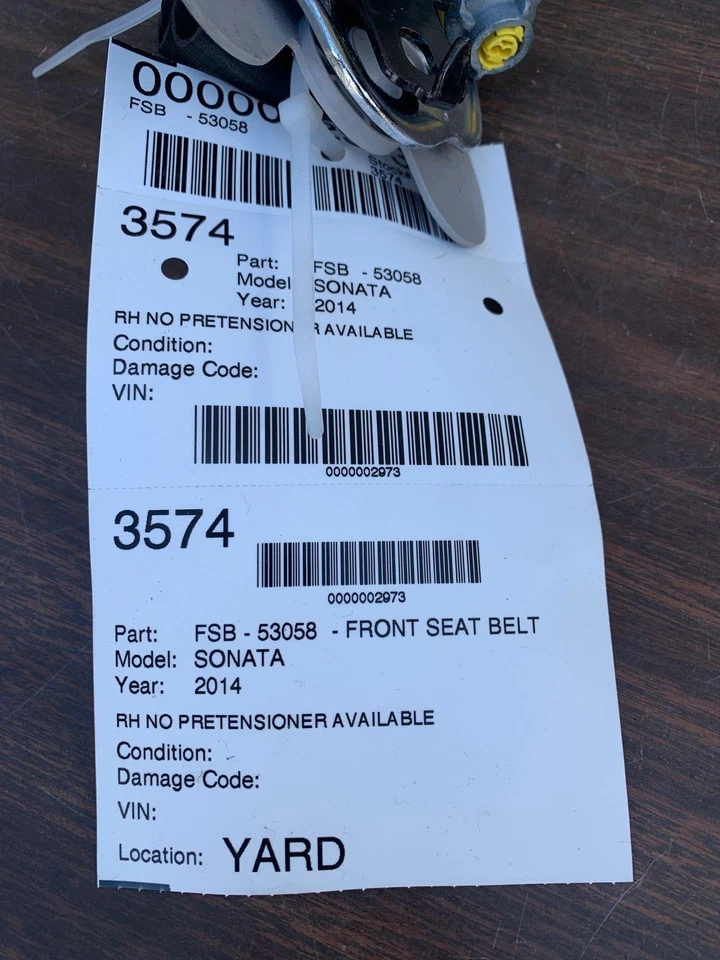 00000
FSB - 53058
3574
3574
Part: FSB - 53058
Model SONATA
Year: 2014
RH NO PRETENSIONER AVAILABLE
Condition:
Damage Code:
VIN:
0000002973
3574
0000002973
Part: FSB - 53058 - FRONT SEAT BELT
Model: SONATA
Year: 2014
RH NO PRETENSIONER AVAILABLE
Condition:
Damage Code:
VIN:
Location: YARD